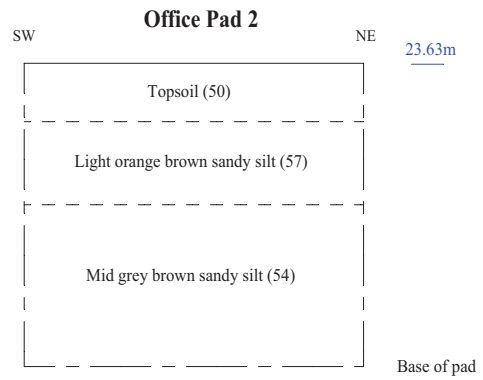 Office Pad 2
SW
NE
23.63m
Topsoil (50)
Light orange brown sandy silt (57)
Mid grey brown sandy silt (54)
Base of pad